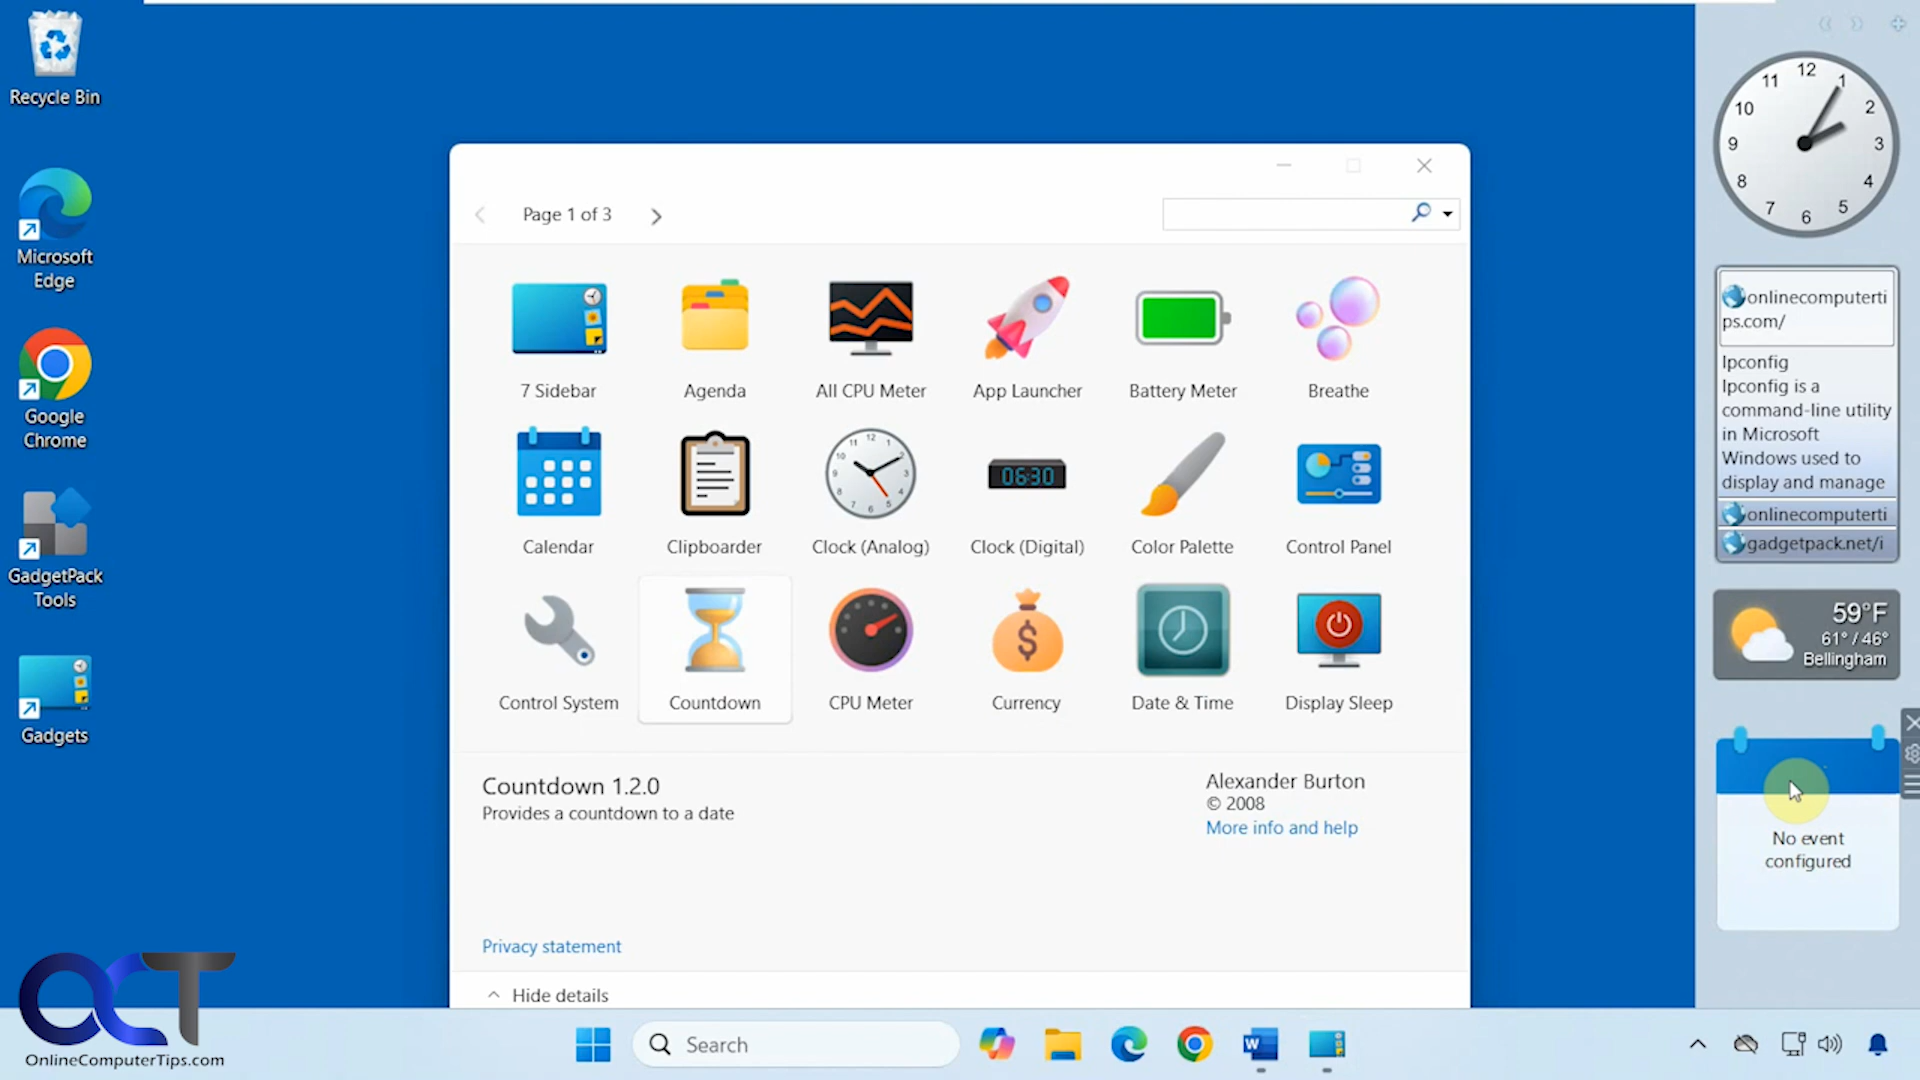 Recycle Bin
Microsoft
Edge
Google
Chrome
GadgetPack
Tools
Gadgets
Page 1 of 3
7 Sidebar
Agenda
All CPU Meter
App Launcher
Battery Meter
Breathe
06:30
Calendar
Clipboarder
Clock (Analog)
Clock (Digital)
Color Palette
Control Panel
Control System
Countdown
CPU Meter
Currency
Date & Time
Display Sleep
Countdown 1.2.0
Provides a countdown to a date
Alexander Burton
© 2008
More info and help
Privacy statement
Hide details
12
11 1
10 2
9 3
8 4
7 5
6
onlinecomputerti
ps.com/
Ipconfig
Ipconfig is a
command-line utility
in Microsoft
Windows used to
display and manage
onlinecomputerti
gadgetpack.net/i
59°F
61° / 46°
Bellingham
No event
configured
OCT
OnlineComputerTips.com
Search